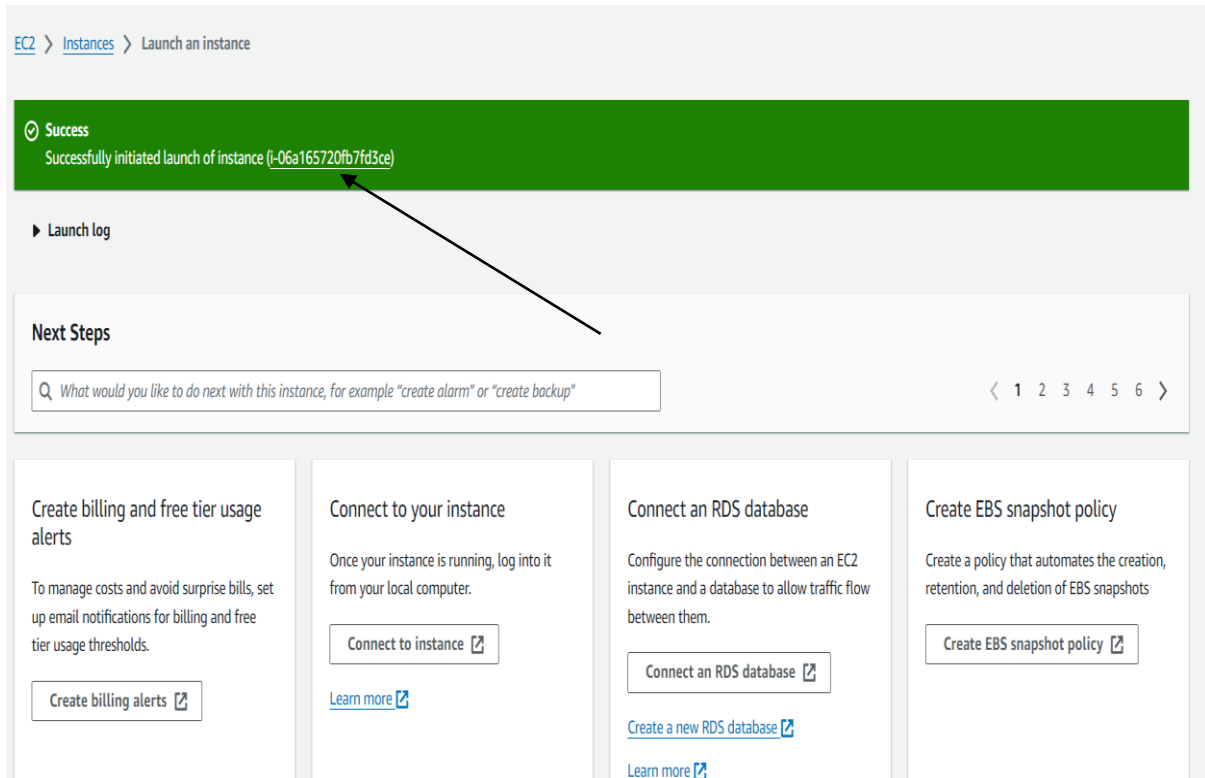 EC2 > Instances > Launch an instance
Success
Successfully initiated launch of instance (i-06a165720fb7fd3ce)
Launch log
Next Steps
What would you like to do next with this instance, for example "create alarm" or "create backup"
1 2 3 4 5 6
Create billing and free tier usage
alerts
To manage costs and avoid surprise bills, set
up email notifications for billing and free
tier usage thresholds.
Create billing alerts
Connect to your instance
Once your instance is running, log into it
from your local computer.
Connect to instance
Learn more
Connect an RDS database
Configure the connection between an EC2
instance and a database to allow traffic flow
between them.
Connect an RDS database
Create a new RDS database
Learn more
Create EBS snapshot policy
Create a policy that automates the creation,
retention, and deletion of EBS snapshots
Create EBS snapshot policy